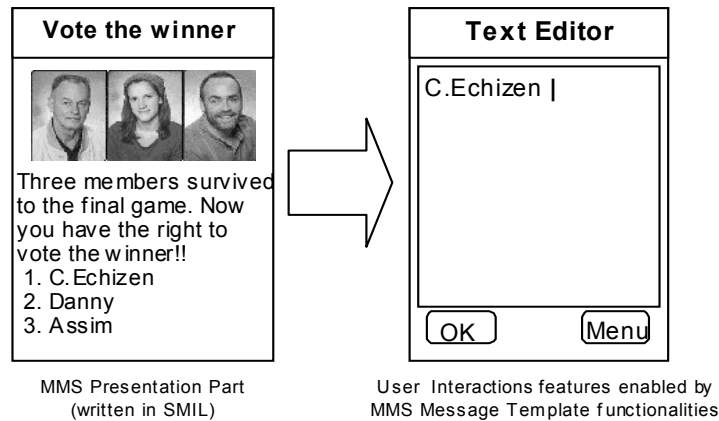 Vote the winner
Three members survived
to the final game. Now
you have the right to
vote the winner!!
1. C.Echizen
2. Danny
3. Assim
MMS Presentation Part
(written in SMIL)
Text Editor
C.Echizen |
OK
Menu
User Interactions features enabled by
MMS Message Template functionalities